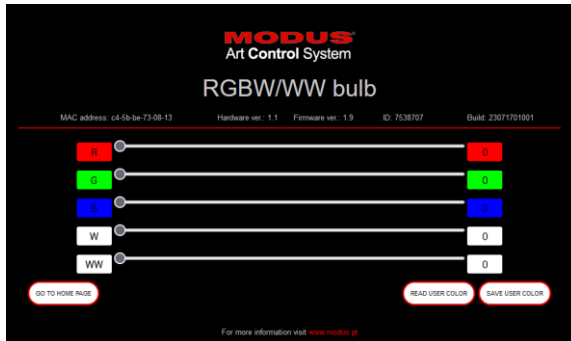 MODUS
Art Control System
RGBW/WW bulb
MAC address: c4-5b-be-73-08-13 Hardware ver.: 1.1 Firmware ver.: 1.9 ID: 7538707 Build: 23071701001
R 0
G 0
B 0
W 0
WW 0
GO TO HOME PAGE READ USER COLOR SAVE USER COLOR
For more information visit www.modus.pl